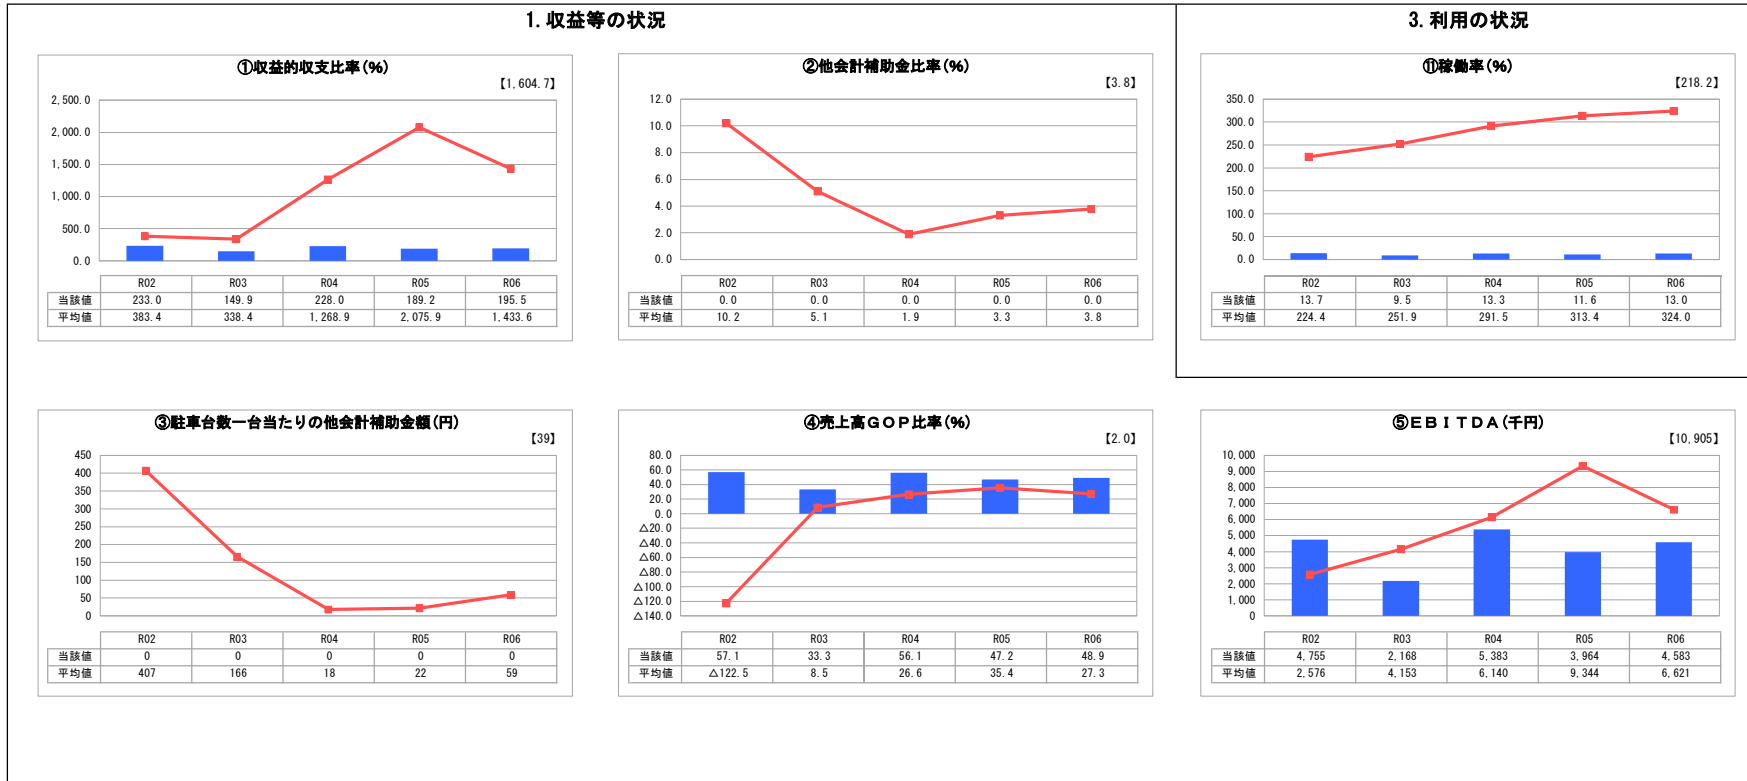 1. 収益等の状況
3. 利用の状況
①収益的収支比率(%)
【1,604.7】
2,500.0
2,000.0
1,500.0
1,000.0
500.0
0.0
R02 R03 R04 R05 R06
当該値 233.0 149.9 228.0 189.2 195.5
平均値 383.4 338.4 1,268.9 2,075.9 1,433.6
②他会計補助金比率(%)
【3.8】
12.0
10.0
8.0
6.0
4.0
2.0
0.0
R02 R03 R04 R05 R06
当該値 0.0 0.0 0.0 0.0 0.0
平均値 10.2 5.1 1.9 3.3 3.8
⑪稼働率(%)
【218.2】
350.0
300.0
250.0
200.0
150.0
100.0
50.0
0.0
R02 R03 R04 R05 R06
当該値 13.7 9.5 13.3 11.6 13.0
平均値 224.4 251.9 291.5 313.4 324.0
③駐車台数一台当たりの他会計補助金額(円)
【39】
450
400
350
300
250
200
150
100
50
0
R02 R03 R04 R05 R06
当該値 0 0 0 0 0
平均値 407 166 18 22 59
④売上高GOP比率(%)
【2.0】
80.0
60.0
40.0
20.0
0.0
△20.0
△40.0
△60.0
△80.0
△100.0
△120.0
△140.0
R02 R03 R04 R05 R06
当該値 57.1 33.3 56.1 47.2 48.9
平均値 △122.5 8.5 26.6 35.4 27.3
⑤EBITDA(千円)
【10,905】
10,000
9,000
8,000
7,000
6,000
5,000
4,000
3,000
2,000
1,000
0
R02 R03 R04 R05 R06
当該値 4,755 2,168 5,383 3,964 4,583
平均値 2,576 4,153 6,140 9,344 6,621